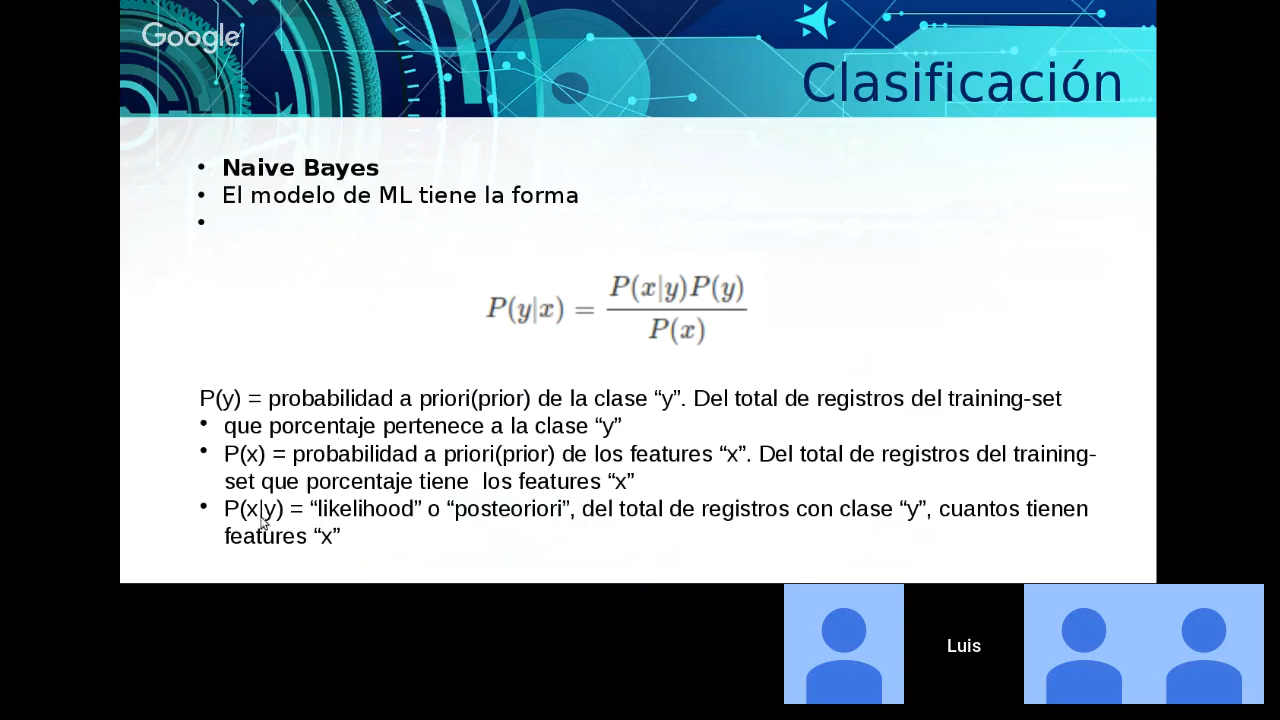 Google
Clasificación
• Naive Bayes
• El modelo de ML tiene la forma
•
P(y|x) = P(x|y)P(y) / P(x)
P(y) = probabilidad a priori(prior) de la clase “y”. Del total de registros del training-set
• que porcentaje pertenece a la clase “y”
• P(x) = probabilidad a priori(prior) de los features “x”. Del total de registros del training-
set que porcentaje tiene  los features “x”
• P(x|y) = “likelihood” o “posteoriori”, del total de registros con clase “y”, cuantos tienen
features “x”
Luis